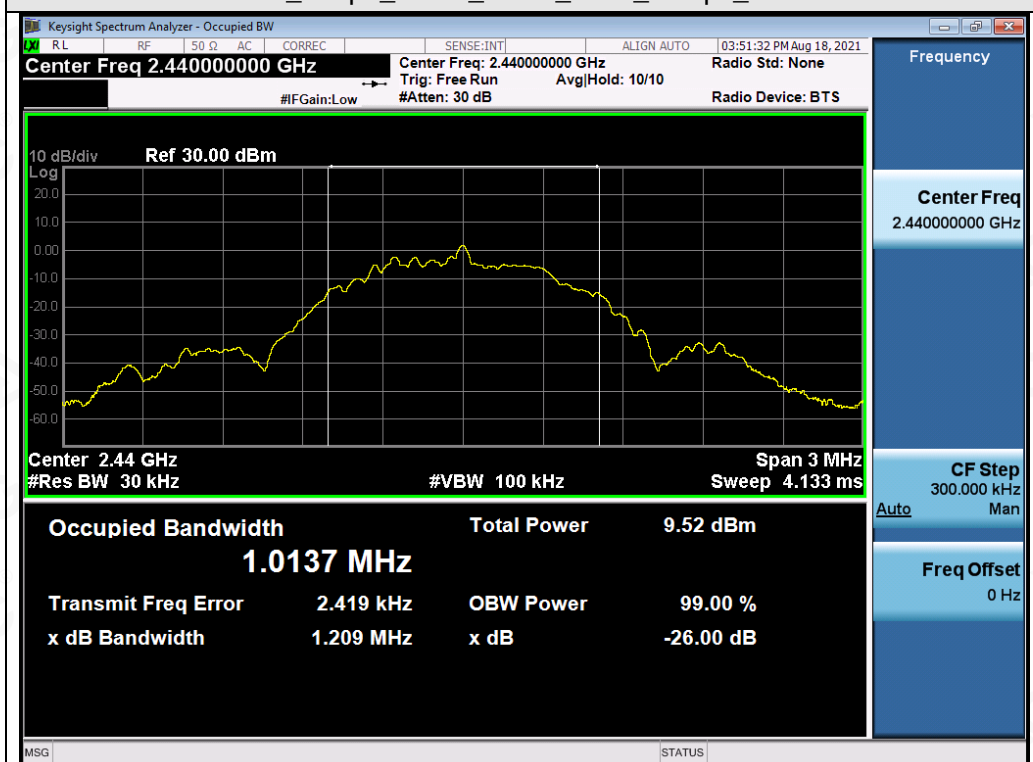 Keysight Spectrum Analyzer - Occupied BW
LXI RL RF 50 Ω AC CORREC SENSE:INT ALIGN AUTO 03:51:32 PM Aug 18, 2021
Center Freq 2.440000000 GHz
Center Freq: 2.440000000 GHz
Radio Std: None
Trig: Free Run Avg|Hold: 10/10
#IFGain:Low
#Atten: 30 dB
Radio Device: BTS
Frequency
10 dB/div Ref 30.00 dBm
Log
20.0
10.0
0.00
-10.0
-20.0
-30.0
-40.0
-50.0
-60.0
Center 2.44 GHz Span 3 MHz
#Res BW 30 kHz #VBW 100 kHz Sweep 4.133 ms
Center Freq
2.440000000 GHz
CF Step
300.000 kHz
Auto Man
Freq Offset
0 Hz
Occupied Bandwidth
1.0137 MHz
Total Power 9.52 dBm
Transmit Freq Error 2.419 kHz OBW Power 99.00 %
x dB Bandwidth 1.209 MHz x dB -26.00 dB
MSG STATUS